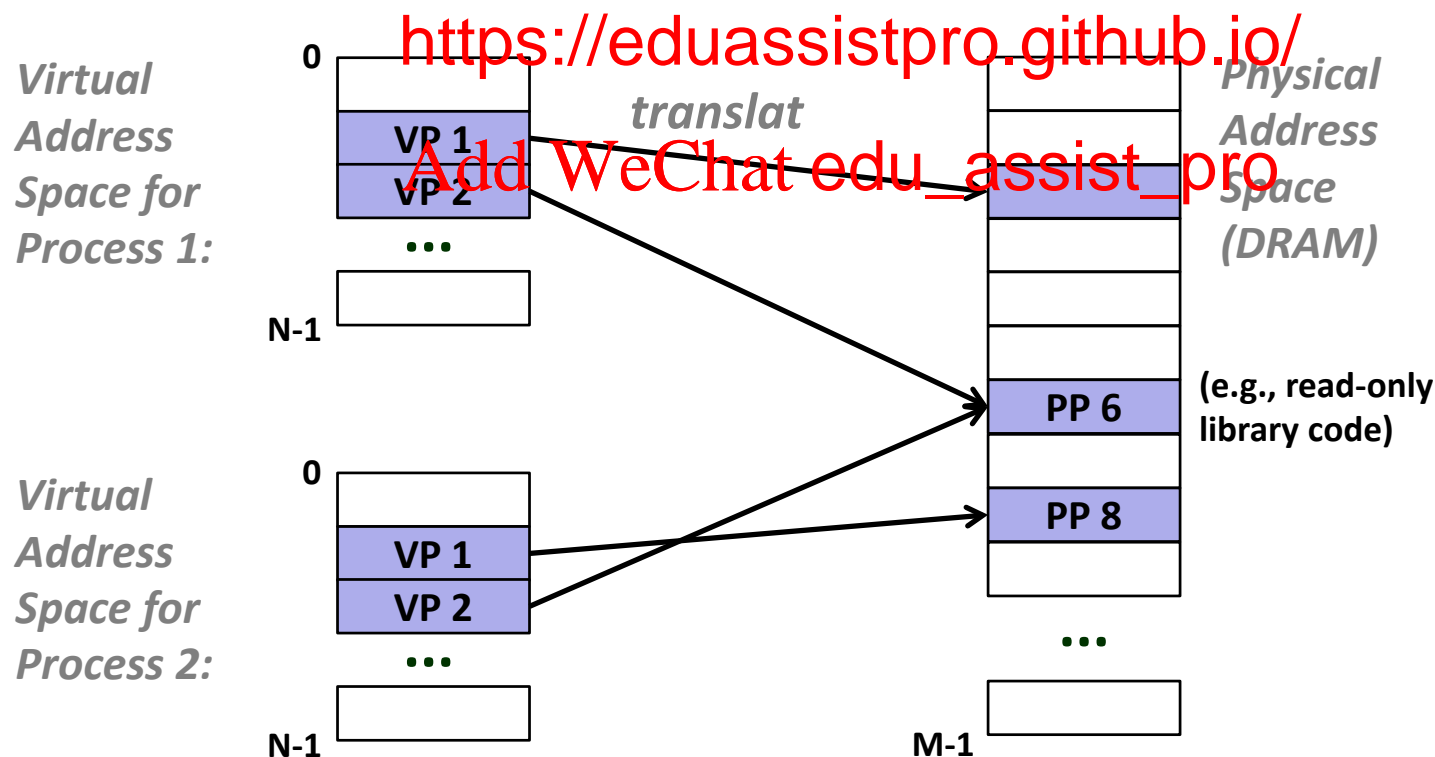 https://eduassistpro.github.io/
Add WeChat edu_assist_pro
translat
Virtual
Address
Space for
Process 1:
0
VP 1
VP 2
...
N-1
Physical
Address
Space
(DRAM)
PP 6
(e.g., read-only
library code)
PP 8
...
M-1
Virtual
Address
Space for
Process 2:
0
VP 1
VP 2
...
N-1